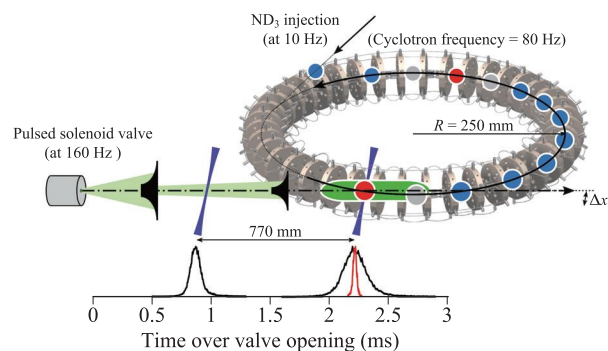 ND₃ injection
(at 10 Hz)
(Cyclotron frequency = 80 Hz)
Pulsed solenoid valve
(at 160 Hz )
R = 250 mm
Δx
770 mm
0 0.5 1 1.5 2 2.5 3
Time over valve opening (ms)